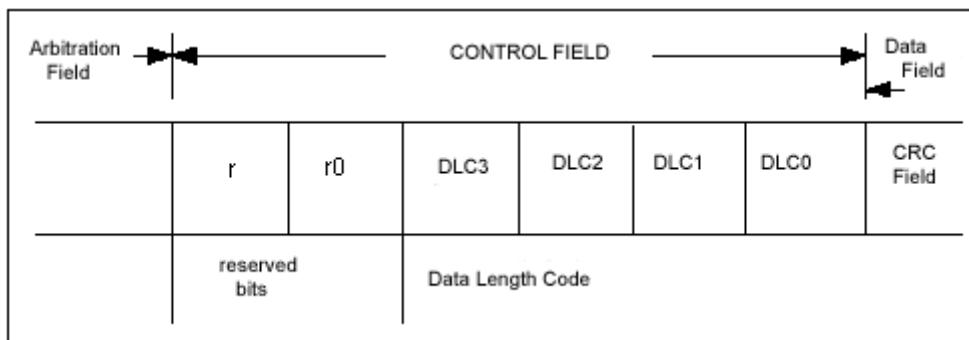 Arbitration
Field
CONTROL FIELD
Data
Field
r
r0
DLC3
DLC2
DLC1
DLC0
CRC
Field
reserved
bits
Data Length Code